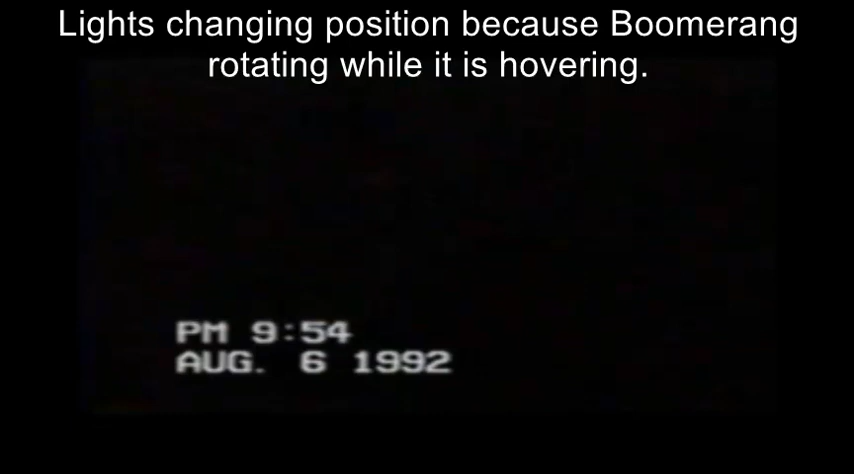 Lights changing position because Boomerang
rotating while it is hovering.
PM 9:54
AUG. 6 1992